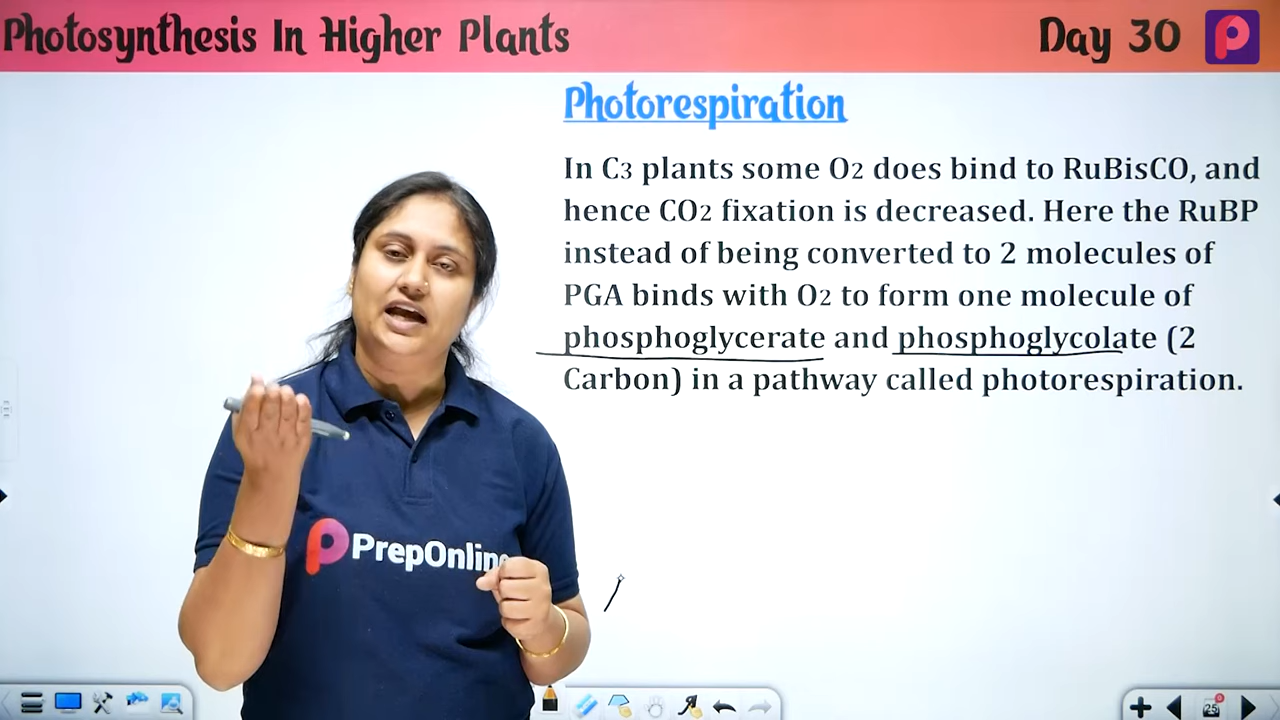 Photosynthesis In Higher Plants
Day 30
Photorespiration
In C3 plants some O2 does bind to RuBisCO, and
hence CO2 fixation is decreased. Here the RuBP
instead of being converted to 2 molecules of
PGA binds with O2 to form one molecule of
phosphoglycerate and phosphoglycolate (2
Carbon) in a pathway called photorespiration.
PrepOnline
25